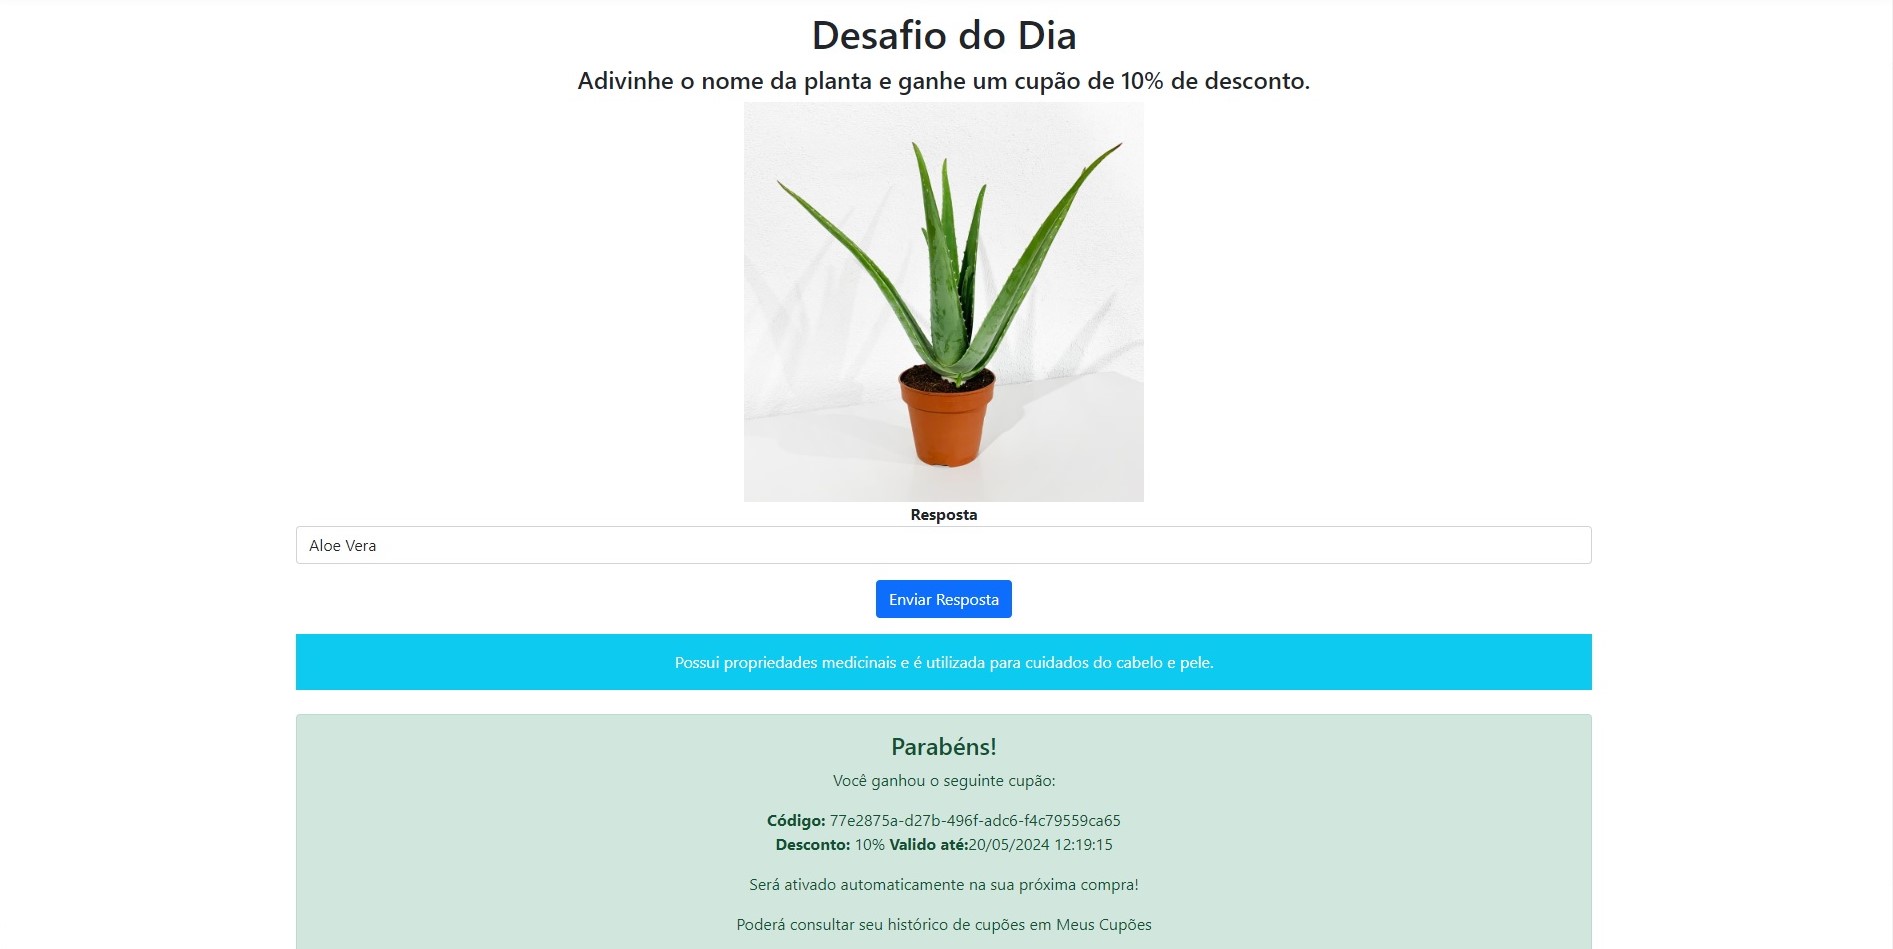 Desafio do Dia
Adivinhe o nome da planta e ganhe um cupão de 10% de desconto.
Resposta
Aloe Vera
Enviar Resposta
Possui propriedades medicinais e é utilizada para cuidados do cabelo e pele.
Parabéns!
Você ganhou o seguinte cupão:
Código: 77e2875a-d27b-496f-adc6-f4c79559ca65
Desconto: 10% Valido até:20/05/2024 12:19:15
Será ativado automaticamente na sua próxima compra!
Poderá consultar seu histórico de cupões em Meus Cupões